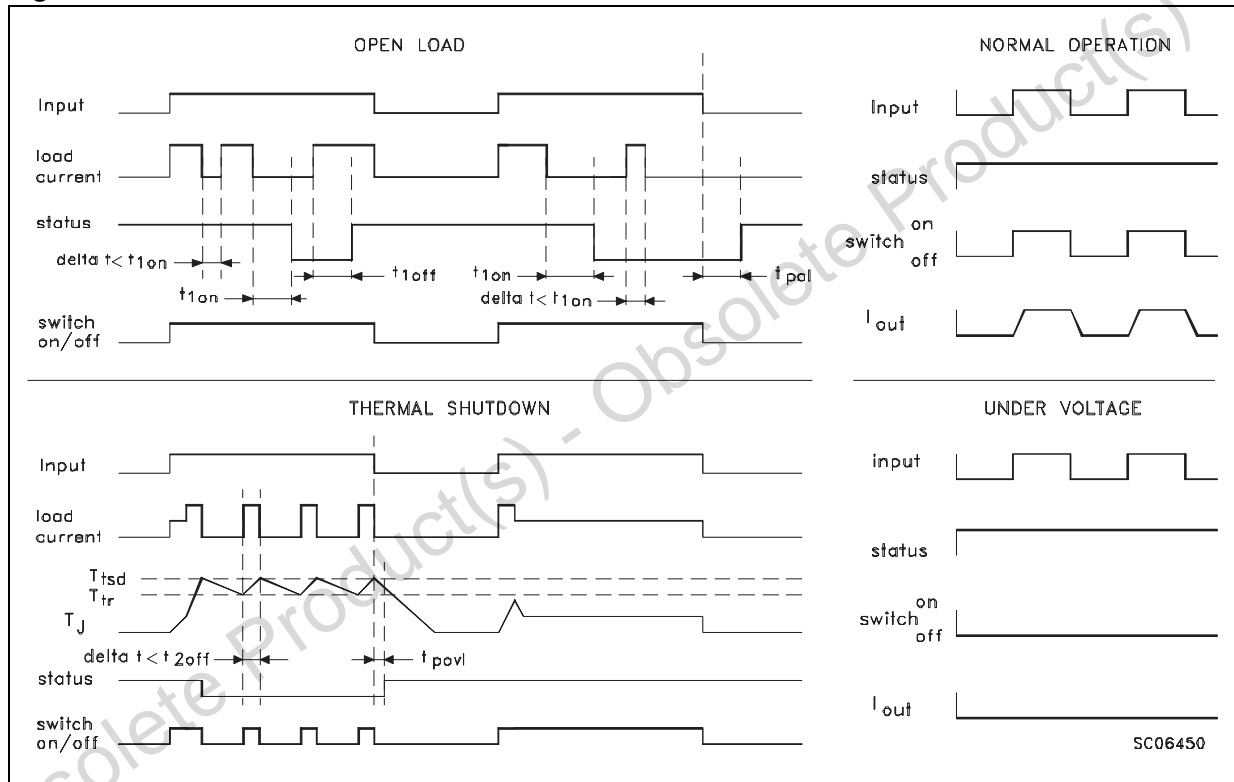 OPEN LOAD
Input
load
current
status
delta t < t1on
t1on
t1off
t1on
delta t < t1on
tpol
switch
on/off
NORMAL OPERATION
Input
status
switch on
off
Iout
THERMAL SHUTDOWN
Input
load
current
Ttsd
Ttr
TJ
delta t < t2off
tpovl
status
switch
on/off
UNDER VOLTAGE
input
status
switch on
off
Iout
SC06450
Obsolete Product(s) - Obsolete Product(s)